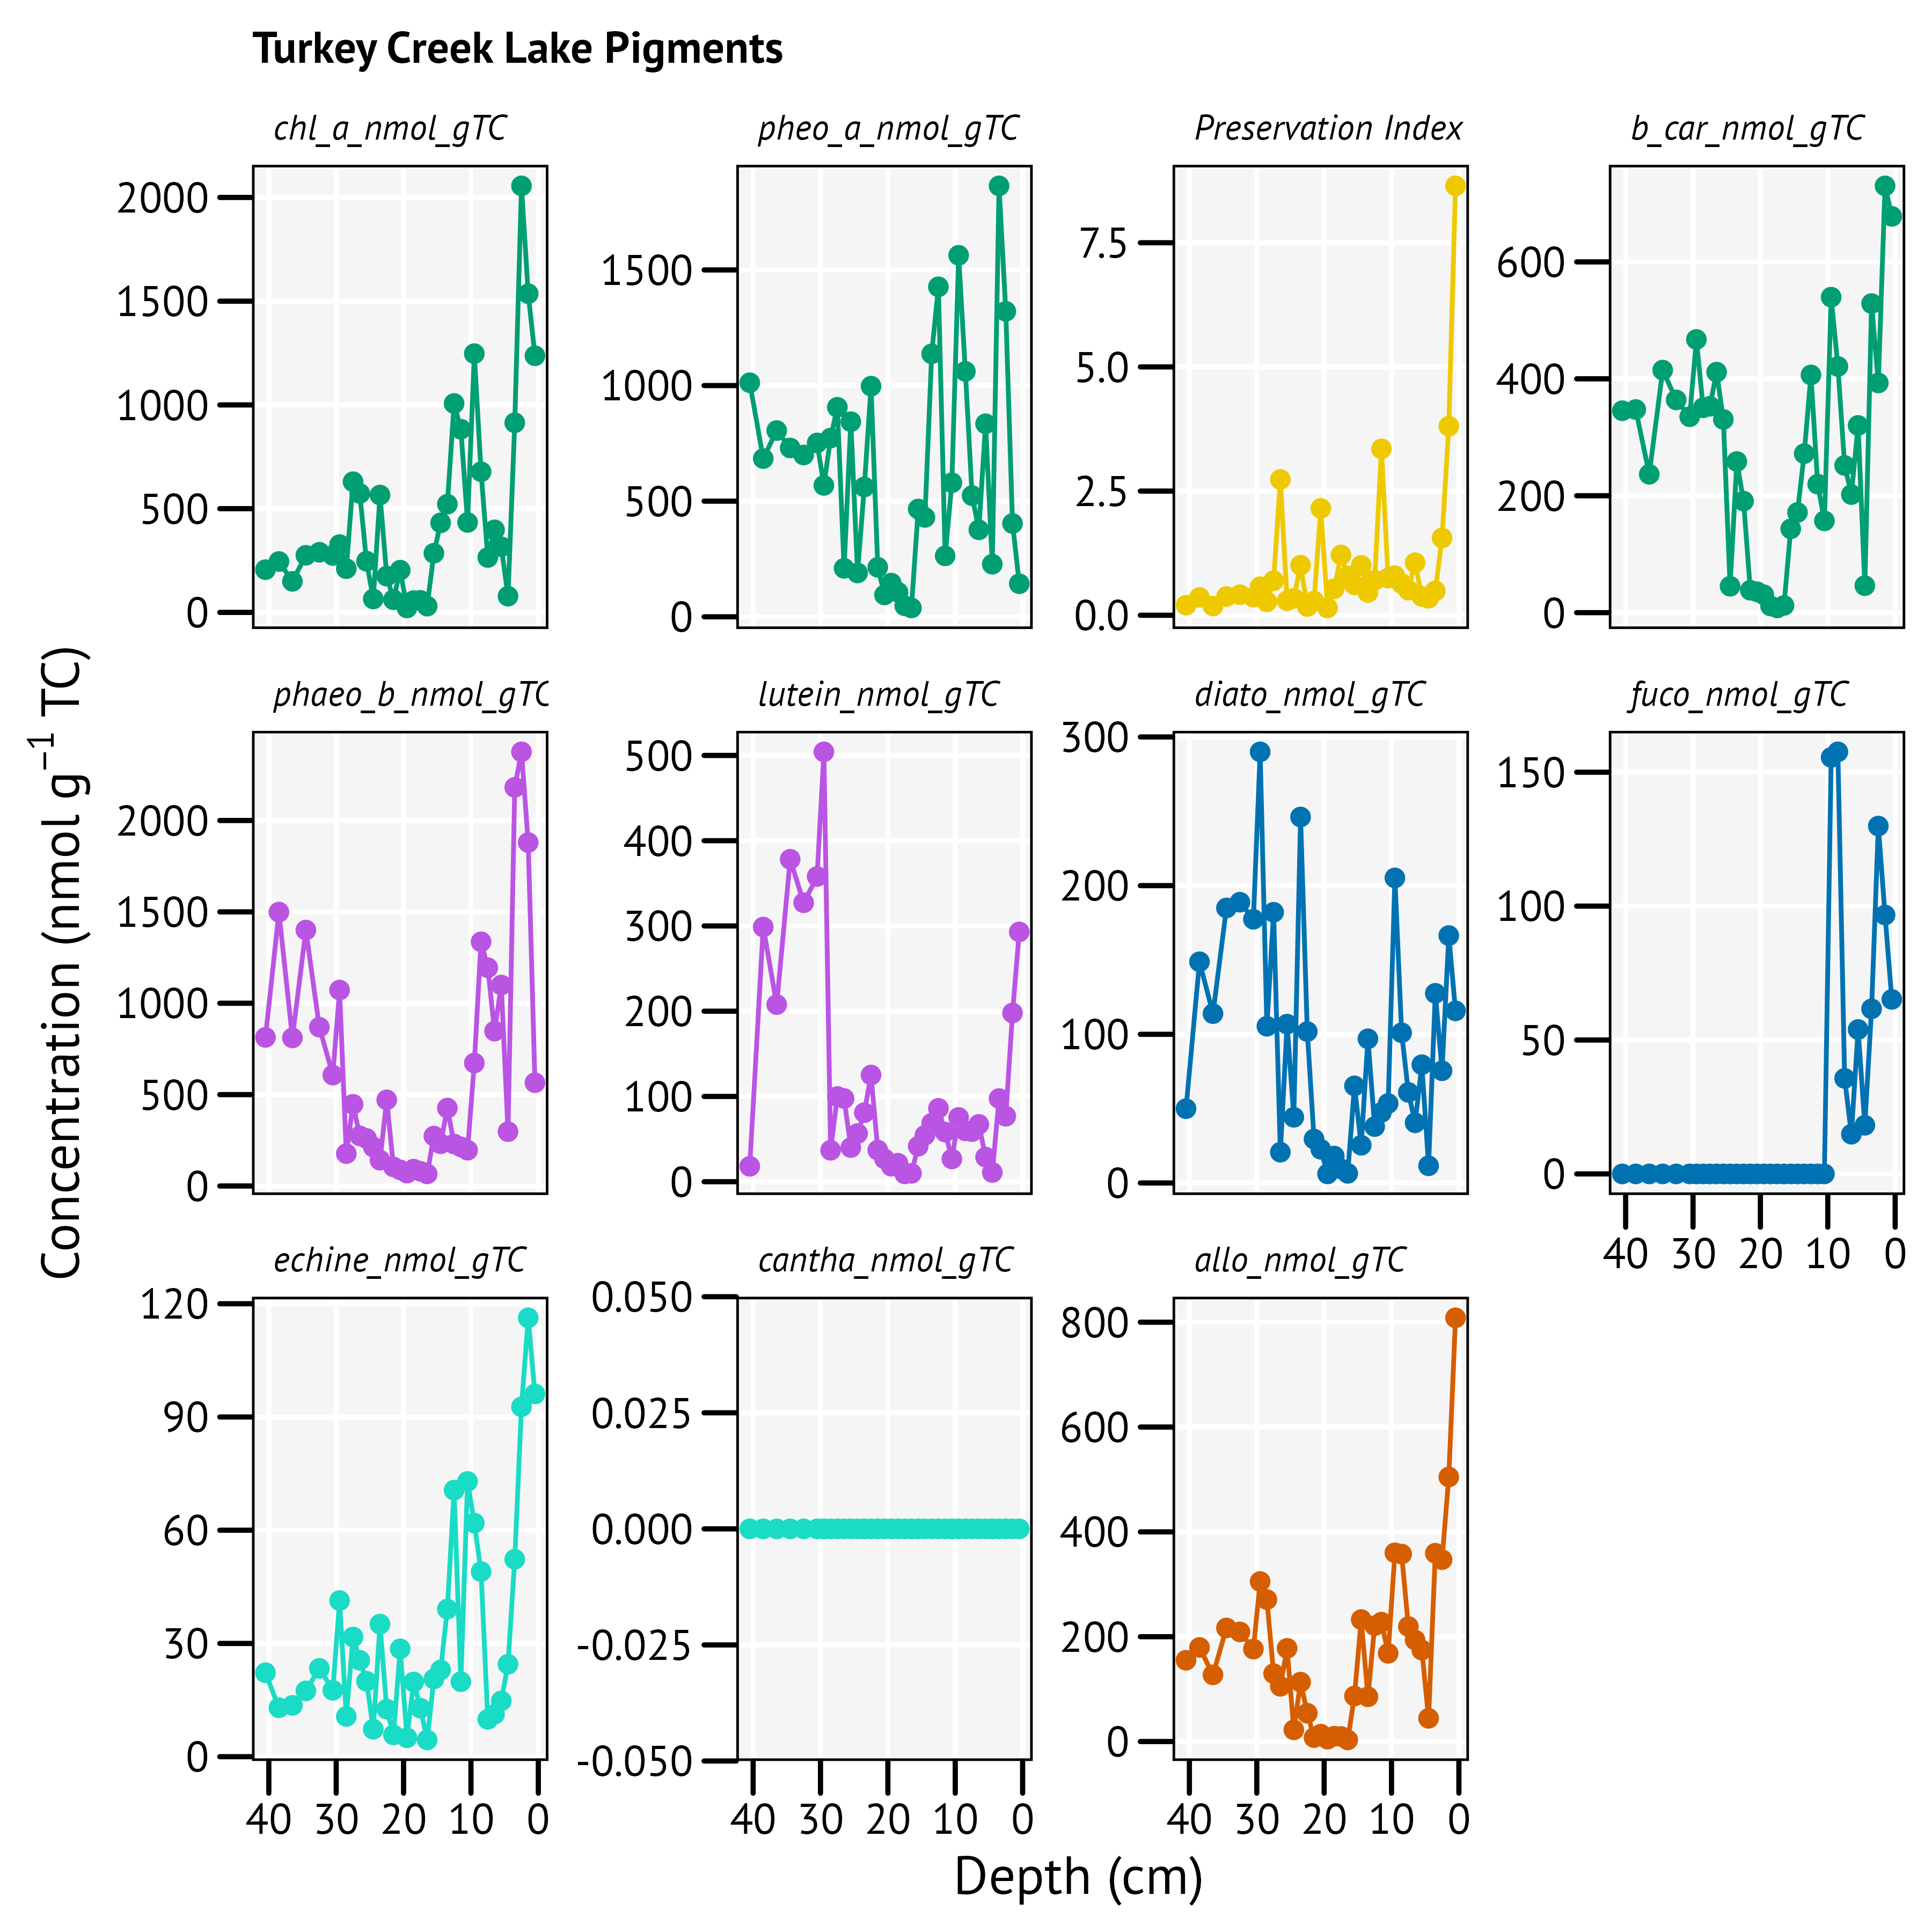 Turkey Creek Lake Pigments
chl_a_nmol_gTC
pheo_a_nmol_gTC
Preservation Index
b_car_nmol_gTC
2000
1500
1000
500
0
1500
1000
500
0
7.5
5.0
2.5
0.0
600
400
200
0
Concentration (nmol g⁻¹ TC)
phaeo_b_nmol_gTC
lutein_nmol_gTC
diato_nmol_gTC
fuco_nmol_gTC
2000
1500
1000
500
0
500
400
300
200
100
0
300
200
100
0
150
100
50
0
40 30 20 10 0
echine_nmol_gTC
cantha_nmol_gTC
allo_nmol_gTC
120
90
60
30
0
0.050
0.025
0.000
-0.025
-0.050
800
600
400
200
0
40 30 20 10 0
40 30 20 10 0
40 30 20 10 0
Depth (cm)